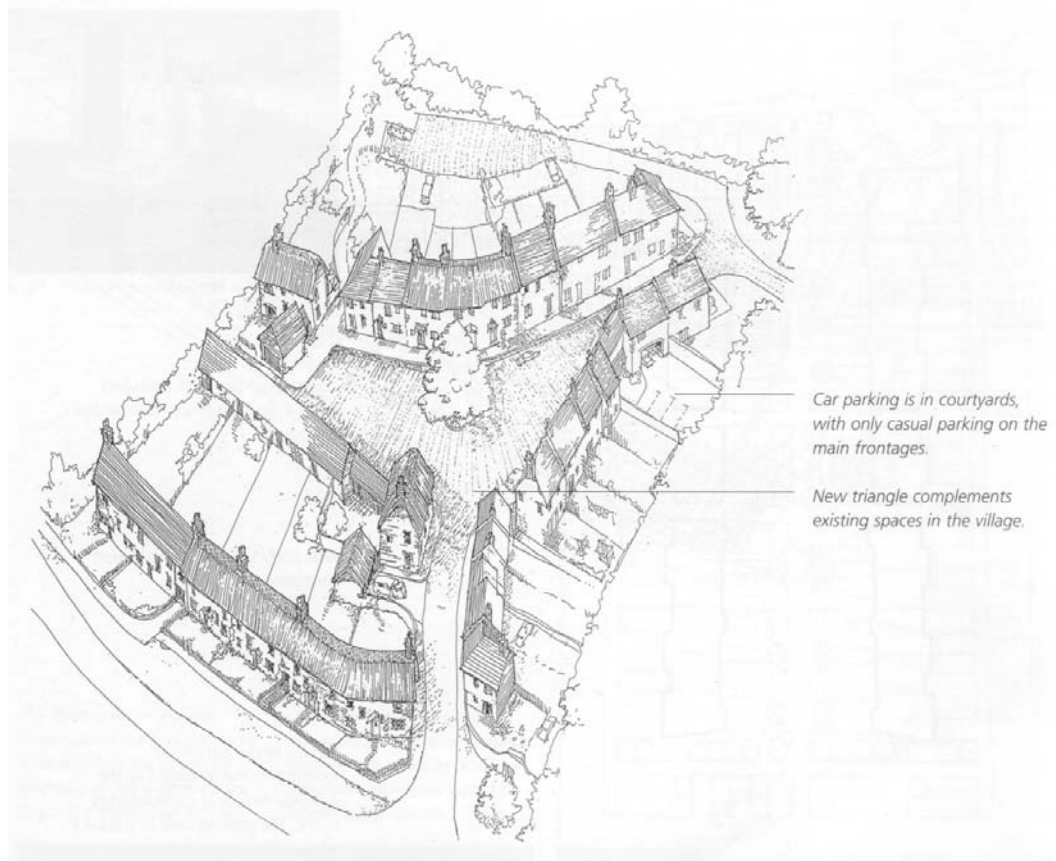 Car parking is in courtyards,
with only casual parking on the
main frontages.
New triangle complements
existing spaces in the village.